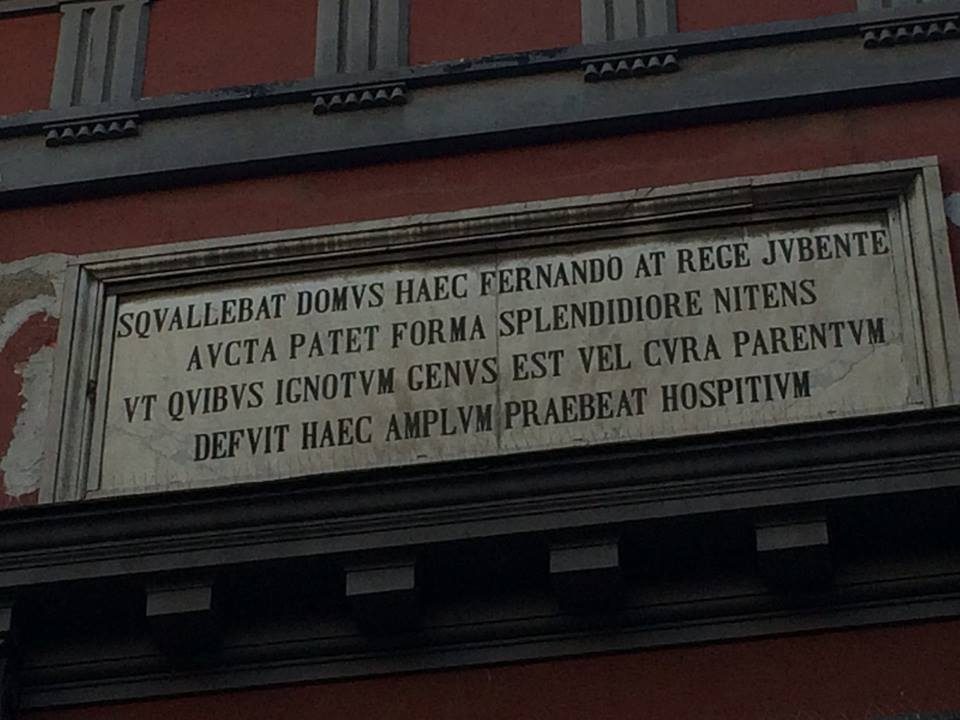 SQVALLEBAT DOMVS HAEC FERNANDO AT REGE JVBENTE
AVCTA PATET FORMA SPLENDIDIORE NITENS
VT QVIBVS IGNOTVM GENVS EST VEL CVRA PARENTVM
DEFVIT HAEC AMPLVM PRAEBEAT HOSPITIVM